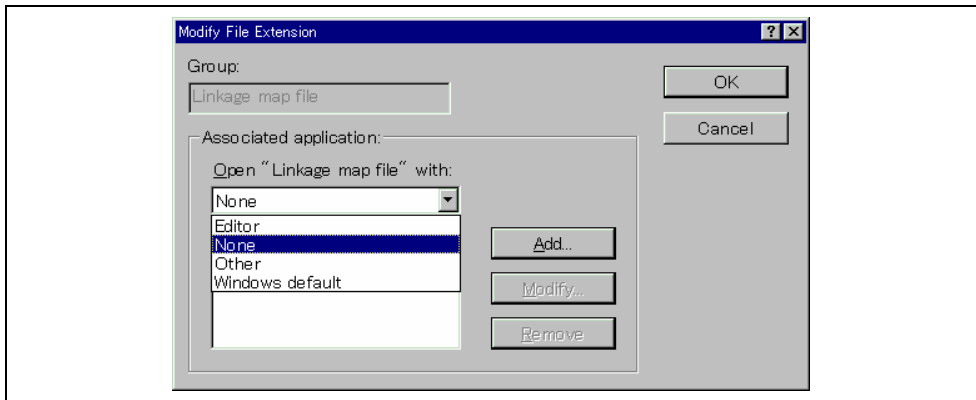 Modify File Extension
Group:
Linkage map file
OK
Cancel
Associated application:
Open "Linkage map file" with:
None
Editor
None
Other
Windows default
Add...
Modify...
Remove